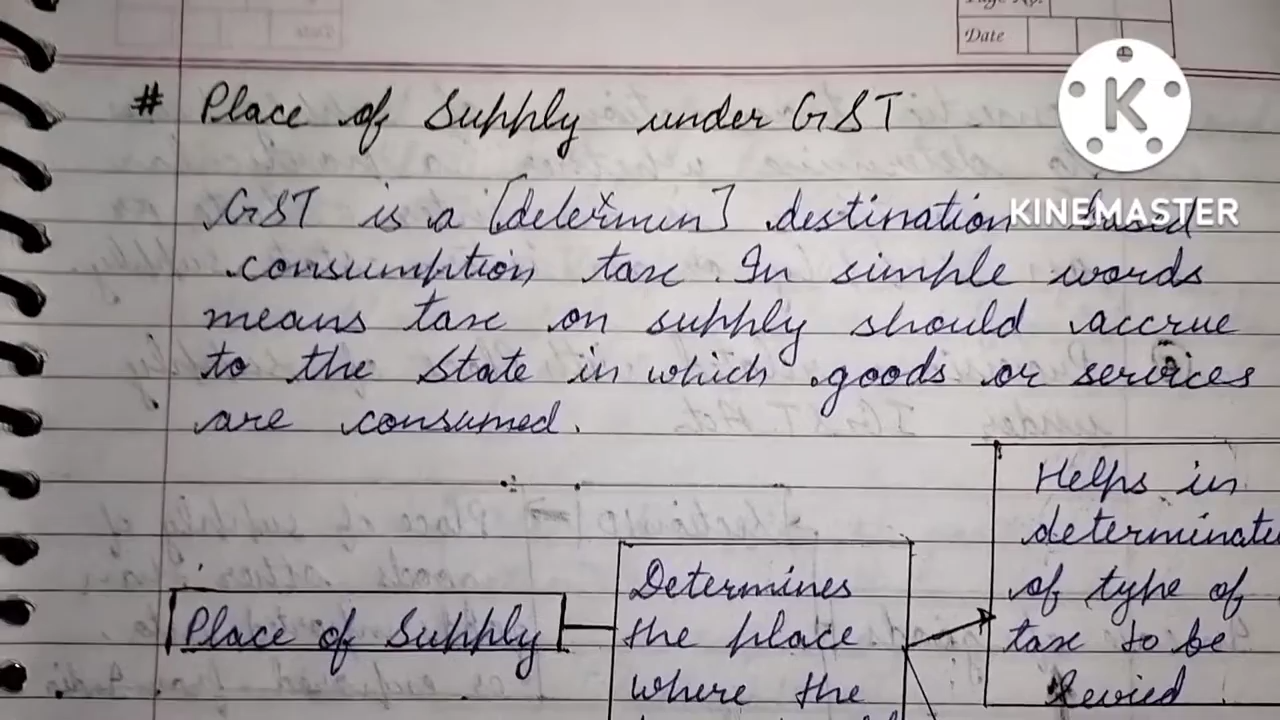 Page No.
Date
# Place of Supply under GST
GST is a [determin] destination based
consumption tax. In simple words
means tax on supply should accrue
to the State in which goods or services
are consumed.
Place of Supply
Determines
the place
where the
Helps in
determinate
of type of
tax to be
levied.
K
KINEMASTER